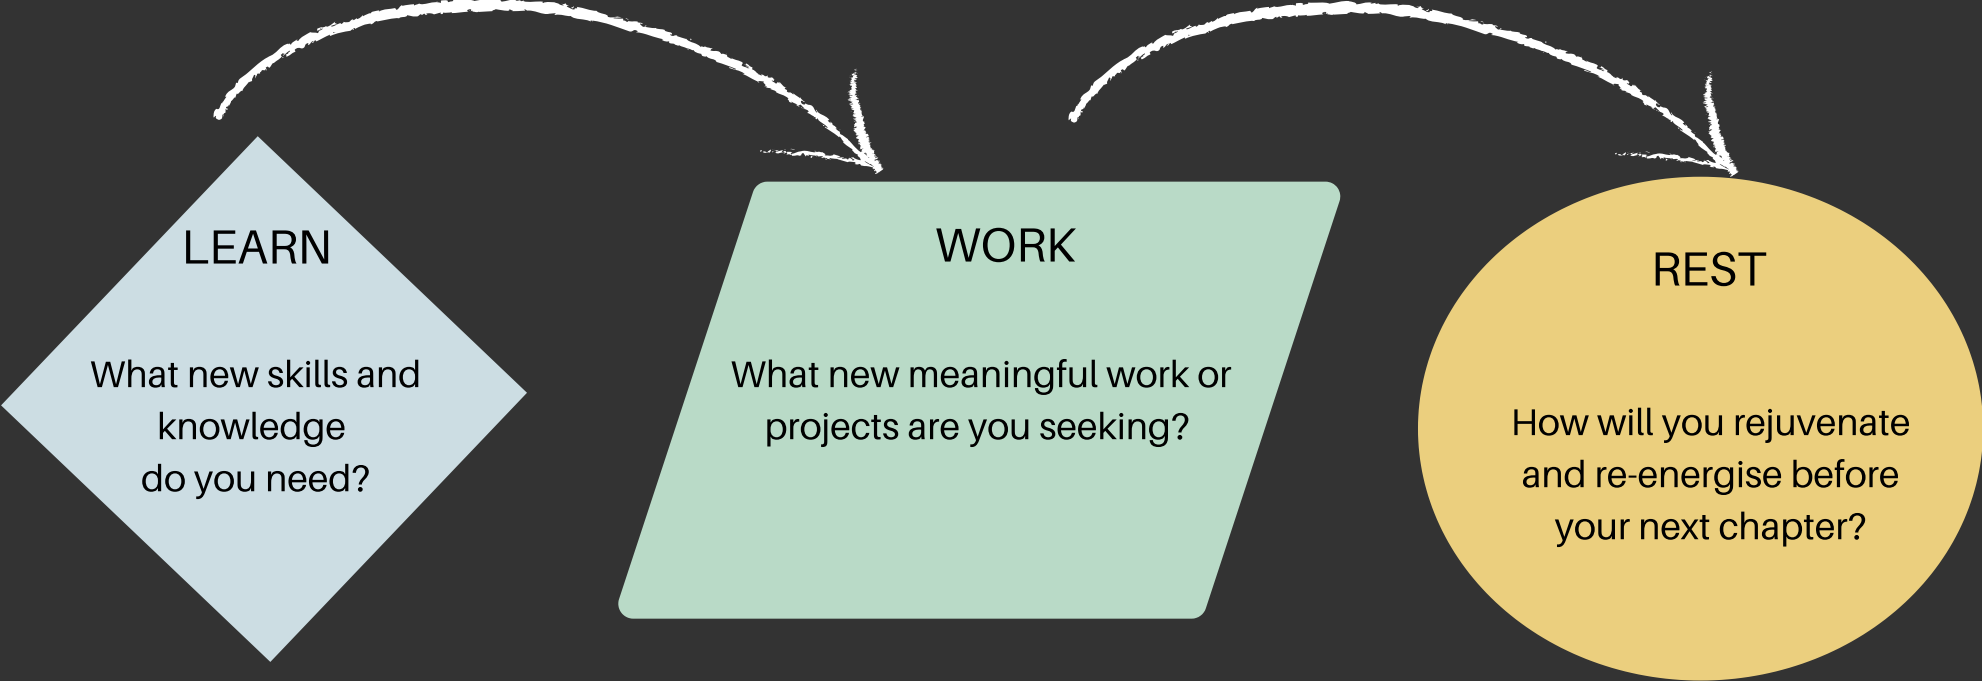 LEARN
What new skills and
knowledge
do you need?
WORK
What new meaningful work or
projects are you seeking?
REST
How will you rejuvenate
and re-energise before
your next chapter?